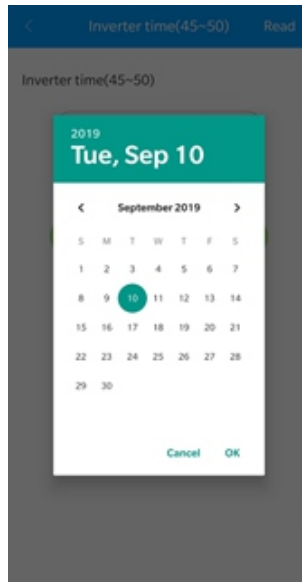 Inverter time(45~50) Read
Inverter time(45~50)
2019
Tue, Sep 10
September 2019
S M T W T F S
1 2 3 4 5 6 7
8 9 10 11 12 13 14
15 16 17 18 19 20 21
22 23 24 25 26 27 28
29 30
Cancel OK